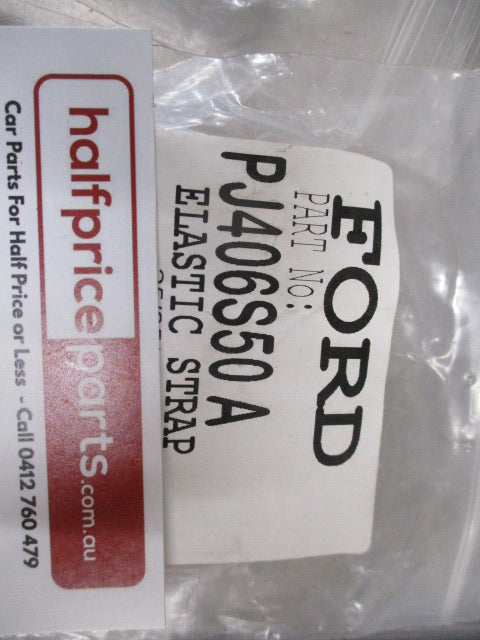 FORD
PART No:
PJ406S50A
ELASTIC STRAP
halfpriceparts.com.au
Car Parts For Half Price or Less - Call 0412 760 479